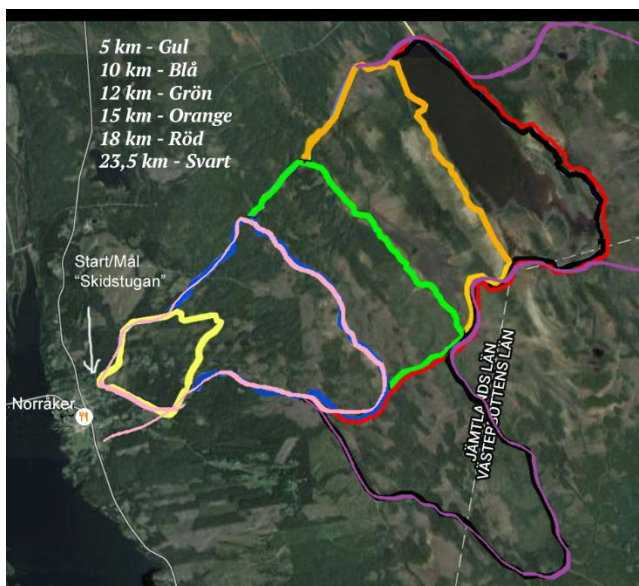 5 km - Gul
10 km - Blå
12 km - Grön
15 km - Orange
18 km - Röd
23,5 km - Svart
Start/Mål
"Skidstugan"
Norråker
JÄMTLANDS LÄN
VÄSTERBOTTENS LÄN